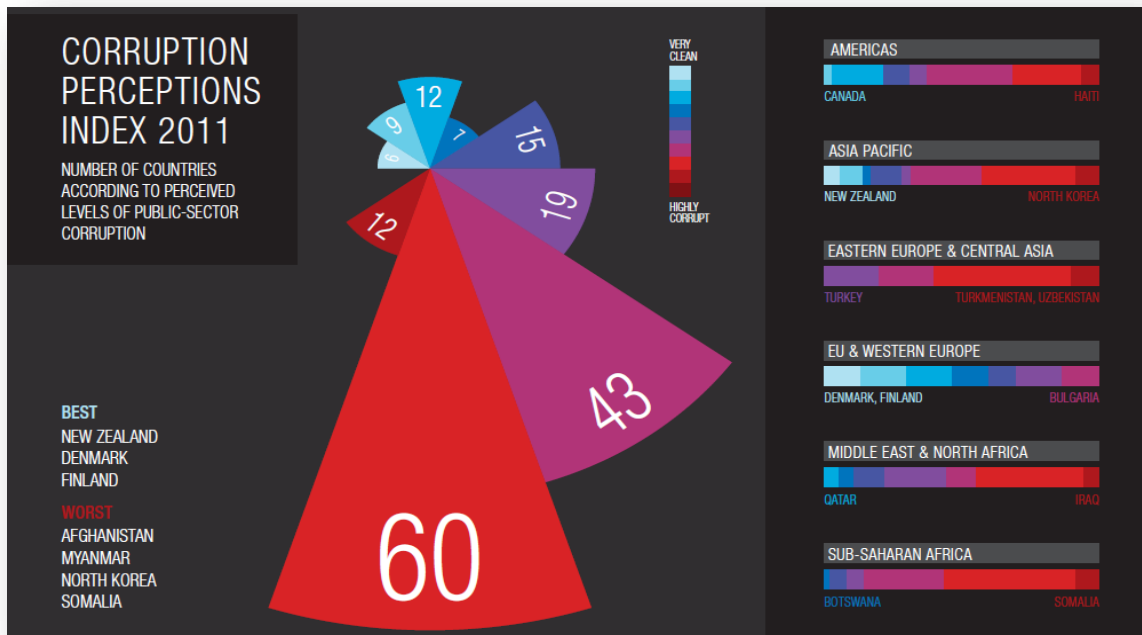 CORRUPTION
PERCEPTIONS
INDEX 2011
NUMBER OF COUNTRIES
ACCORDING TO PERCEIVED
LEVELS OF PUBLIC-SECTOR
CORRUPTION
BEST
NEW ZEALAND
DENMARK
FINLAND
WORST
AFGHANISTAN
MYANMAR
NORTH KOREA
SOMALIA
6
9
12
7
15
19
43
60
12
VERY
CLEAN
HIGHLY
CORRUPT
AMERICAS
CANADA HAITI
ASIA PACIFIC
NEW ZEALAND NORTH KOREA
EASTERN EUROPE & CENTRAL ASIA
TURKEY TURKMENISTAN, UZBEKISTAN
EU & WESTERN EUROPE
DENMARK, FINLAND BULGARIA
MIDDLE EAST & NORTH AFRICA
QATAR IRAQ
SUB-SAHARAN AFRICA
BOTSWANA SOMALIA